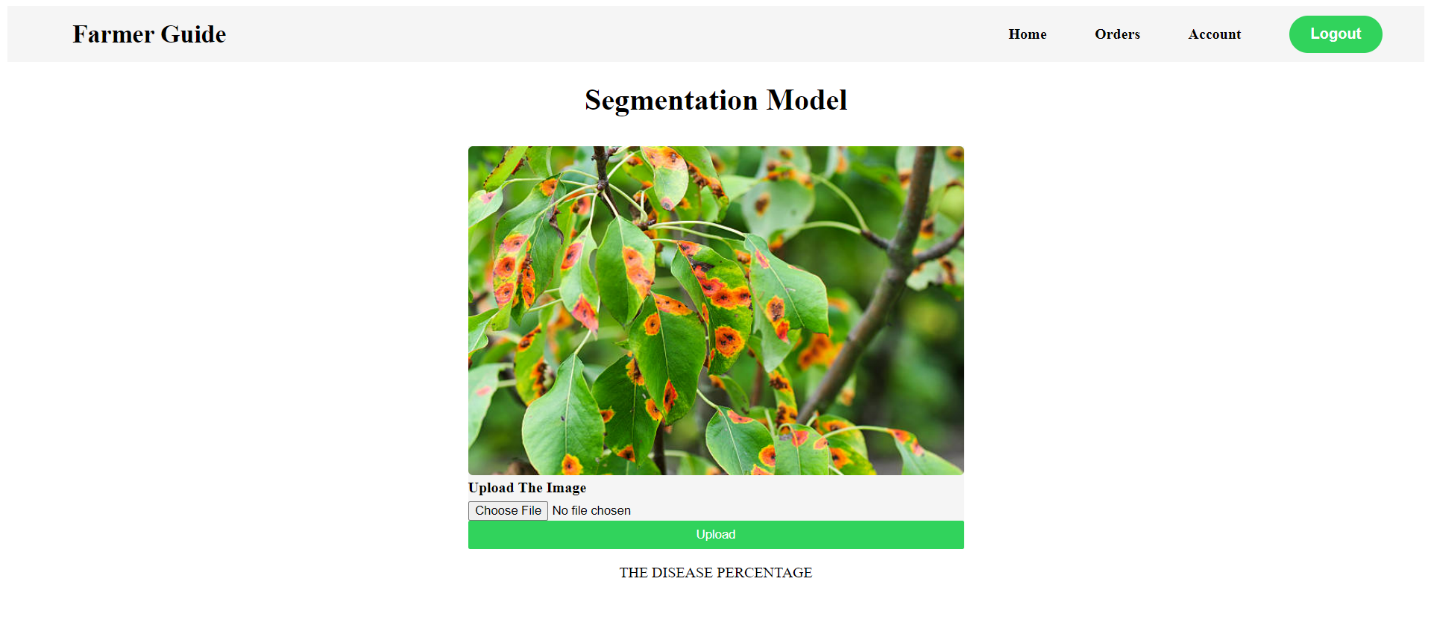 Farmer Guide
Home Orders Account Logout
Segmentation Model
Upload The Image
Choose File No file chosen
Upload
THE DISEASE PERCENTAGE